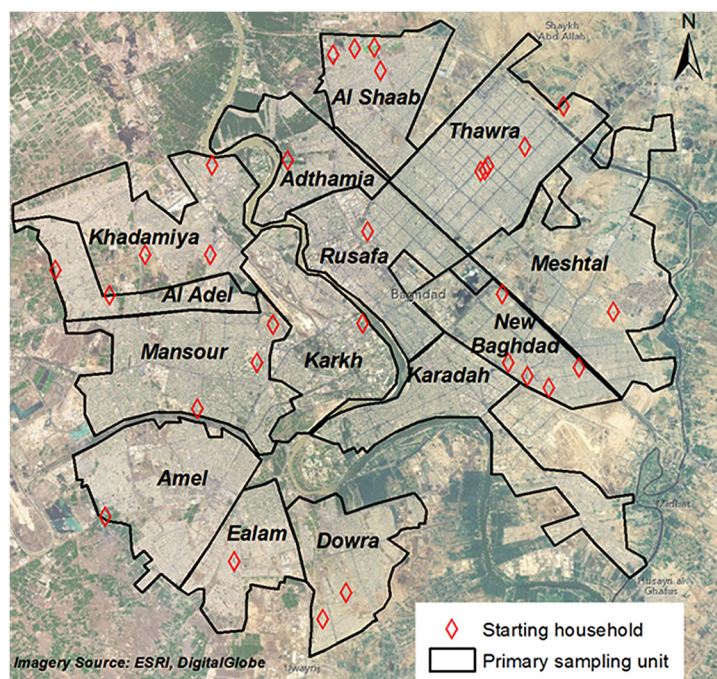 N
Shaykh
Abd Allah
Al Shaab
Thawra
Adthamia
Khadamiya
Rusafa
Meshtal
Al Adel
Baghdad
New
Baghdad
Mansour
Karkh
Karadah
Amel
Ealam
Dowra
Midhat
Husayn al
Ghafus
Uwayrij
Starting household
Primary sampling unit
Imagery Source: ESRI, DigitalGlobe